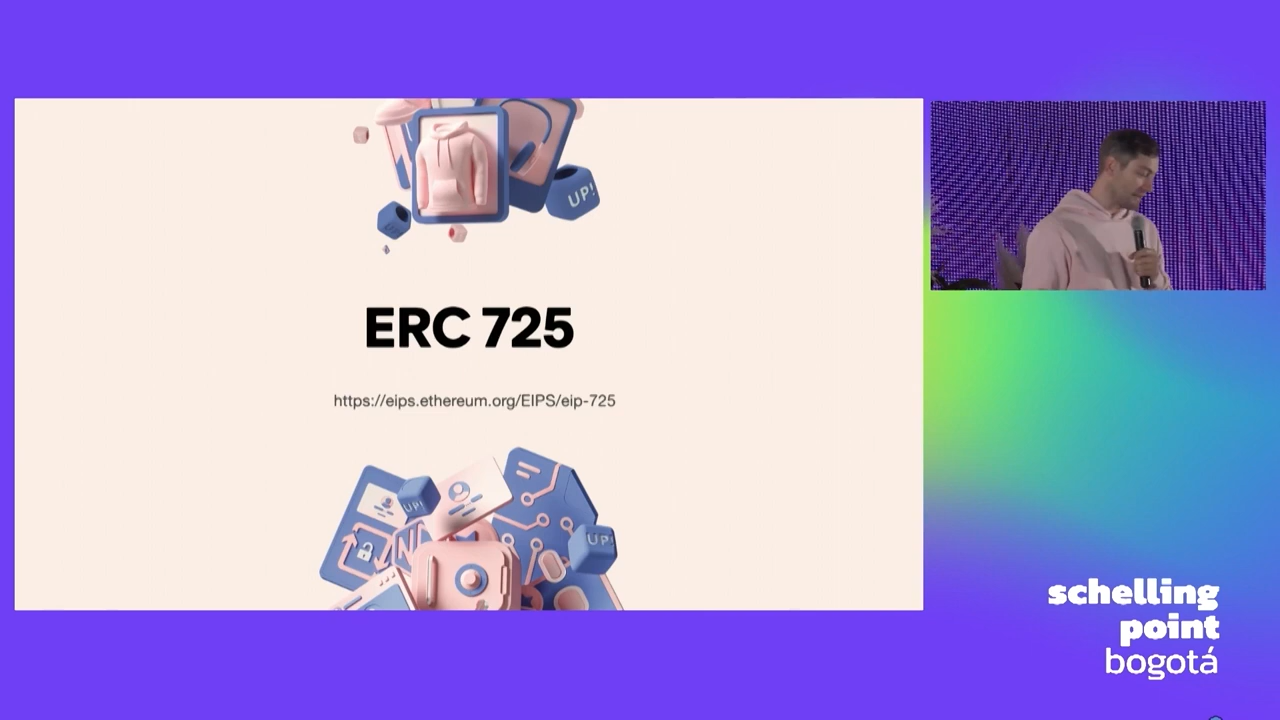 UP!
ERC 725
https://eips.ethereum.org/EIPS/eip-725
UP!
UP!
schelling
point
bogotá